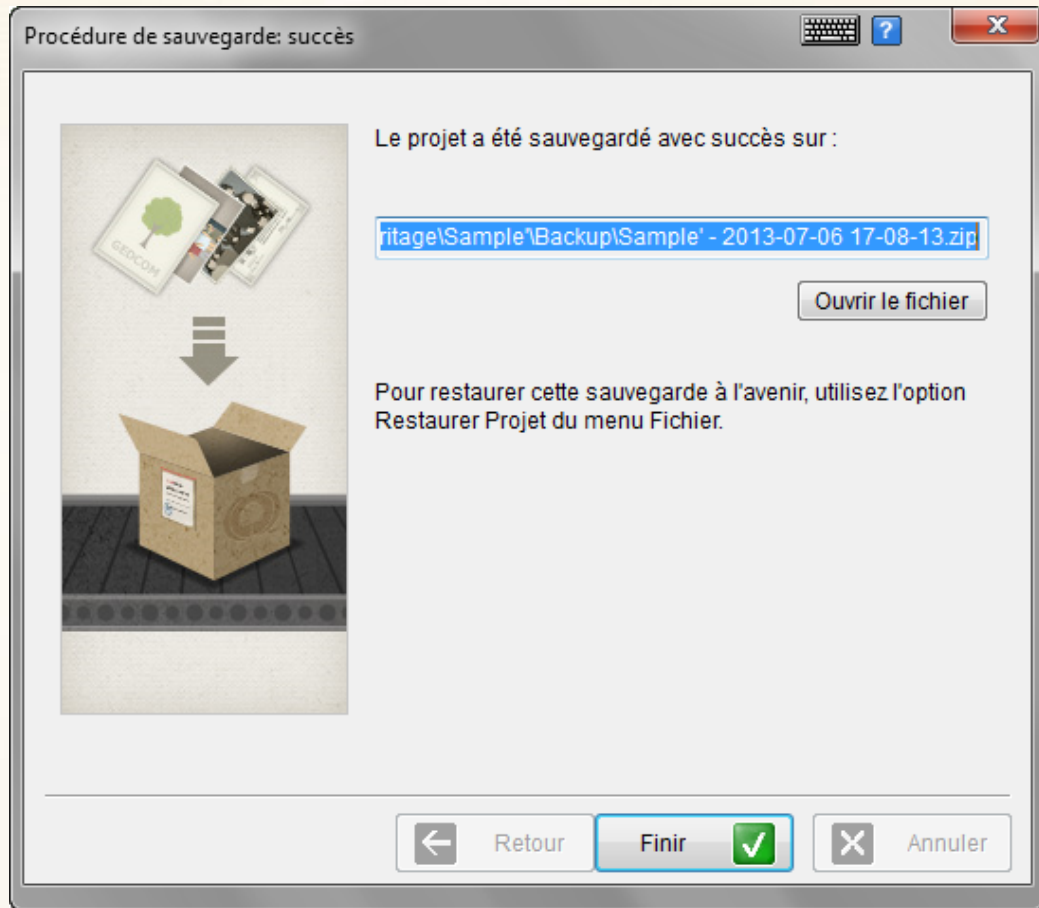 Procédure de sauvegarde: succès
?
X
Le projet a été sauvegardé avec succès sur :
GEDCOM
ritage\Sample'\Backup\Sample' - 2013-07-06 17-08-13.zip
Ouvrir le fichier
Pour restaurer cette sauvegarde à l'avenir, utilisez l'option
Restaurer Projet du menu Fichier.
Retour
Finir
Annuler